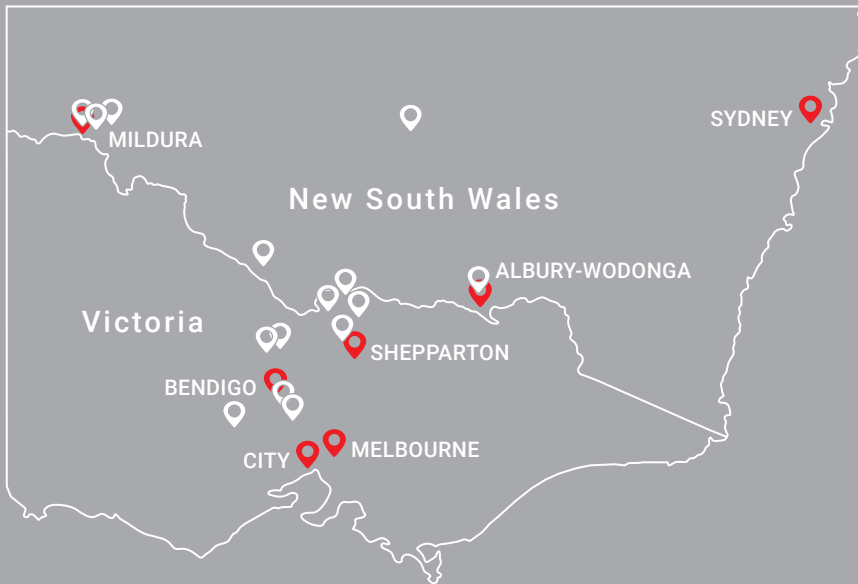 MILDURA
SYDNEY
New South Wales
ALBURY-WODONGA
Victoria
SHEPPARTON
BENDIGO
CITY
MELBOURNE